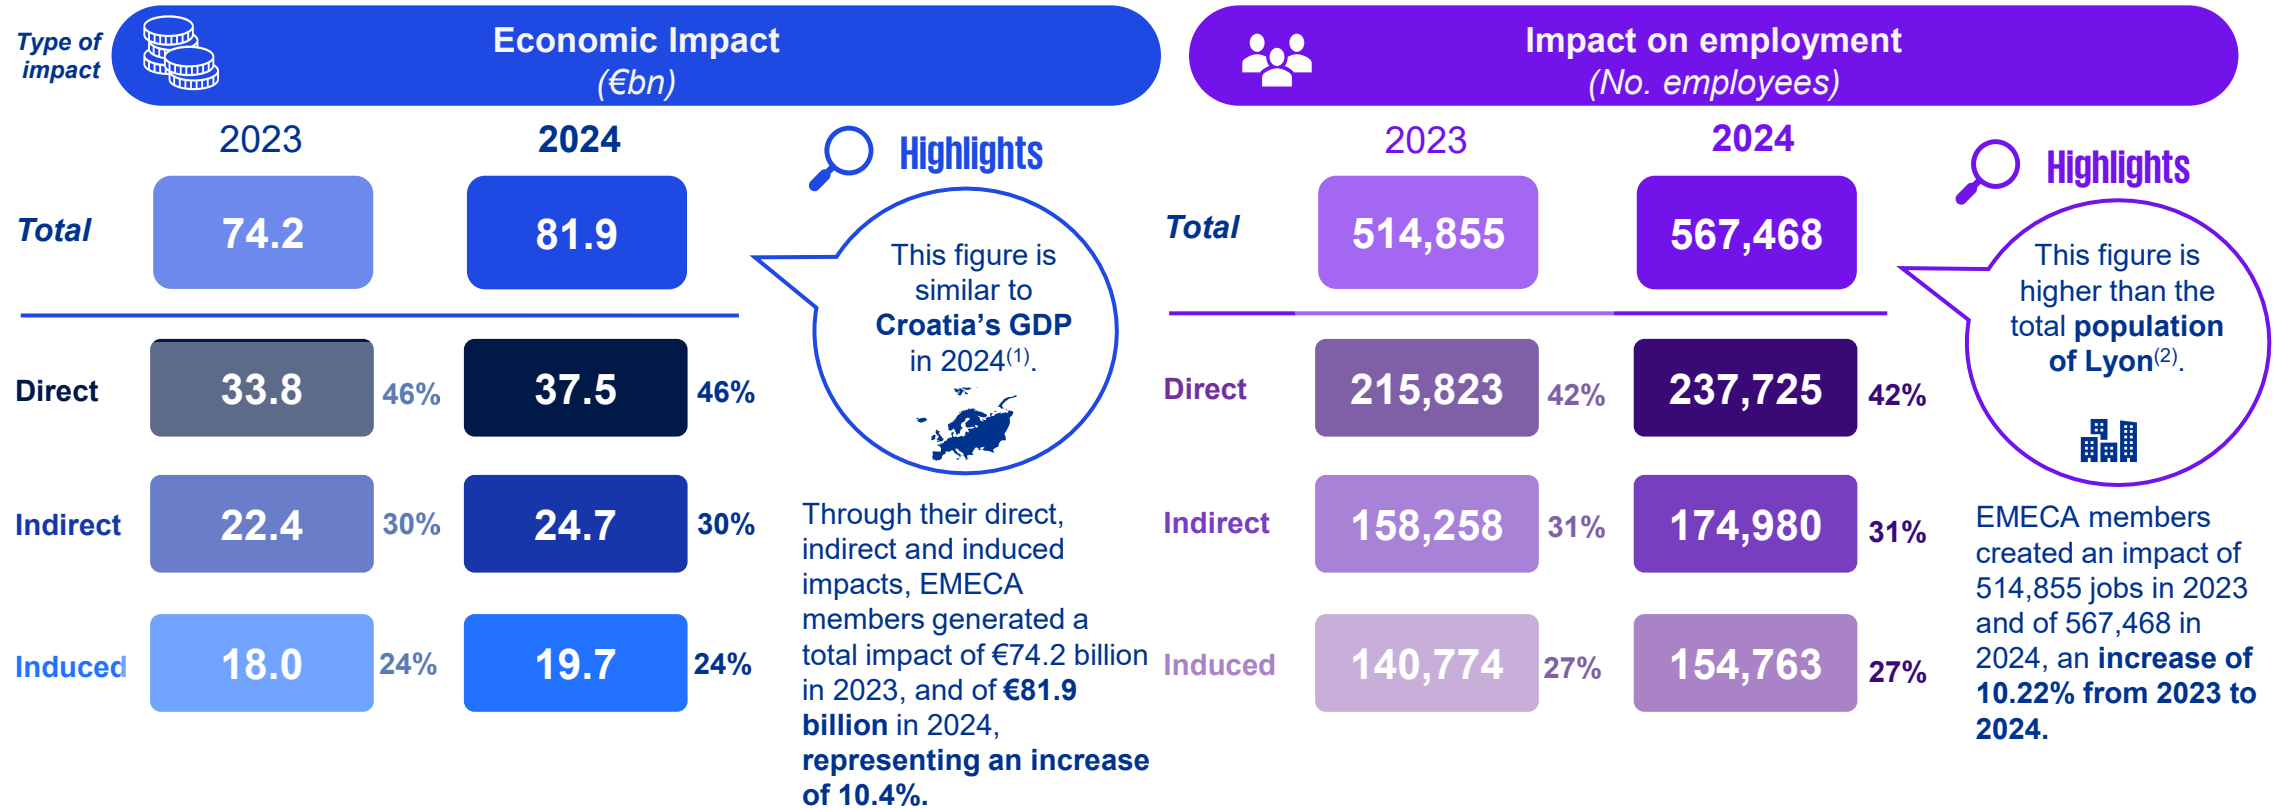 Type of
impact
Economic Impact
(€bn)
2023
2024
Total
74.2
81.9
Direct
33.8
46%
37.5
46%
Indirect
22.4
30%
24.7
30%
Induced
18.0
24%
19.7
24%
Highlights
This figure is
similar to
Croatia's GDP
in 2024(1).
Through their direct,
indirect and induced
impacts, EMECA
members generated a
total impact of €74.2 billion
in 2023, and of €81.9
billion in 2024,
representing an increase
of 10.4%.
Impact on employment
(No. employees)
2023
2024
Total
514,855
567,468
Direct
215,823
42%
237,725
42%
Indirect
158,258
31%
174,980
31%
Induced
140,774
27%
154,763
27%
Highlights
This figure is
higher than the
total population
of Lyon(2).
EMECA members
created an impact of
514,855 jobs in 2023
and of 567,468 in
2024, an increase of
10.22% from 2023 to
2024.